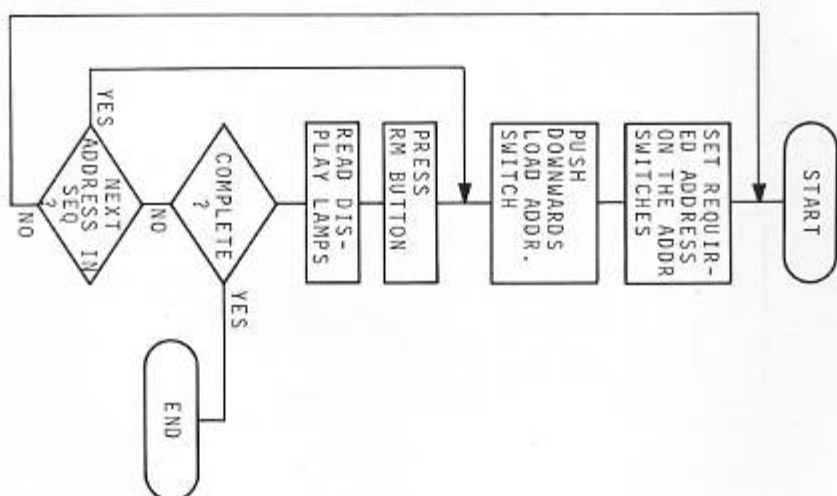 START
SET REQUIR-
ED ADDRESS
ON THE ADDR
SWITCHES
PUSH
DOWNWARDS
LOAD ADDR.
SWITCH
PRESS
RM BUTTON
READ DIS-
PLAY LAMPS
COMPLETE
?
YES
END
NO
NEXT
ADDRESS IN
SEQ
?
YES
NO